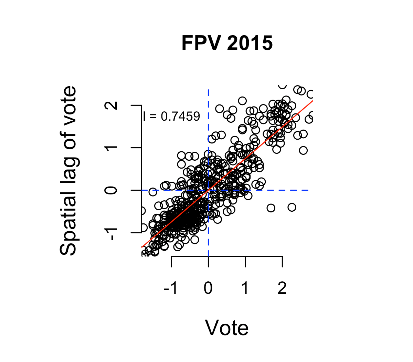 FPV 2015
I = 0.7459
Spatial lag of vote
2
1
0
-1
-1 0 1 2
Vote